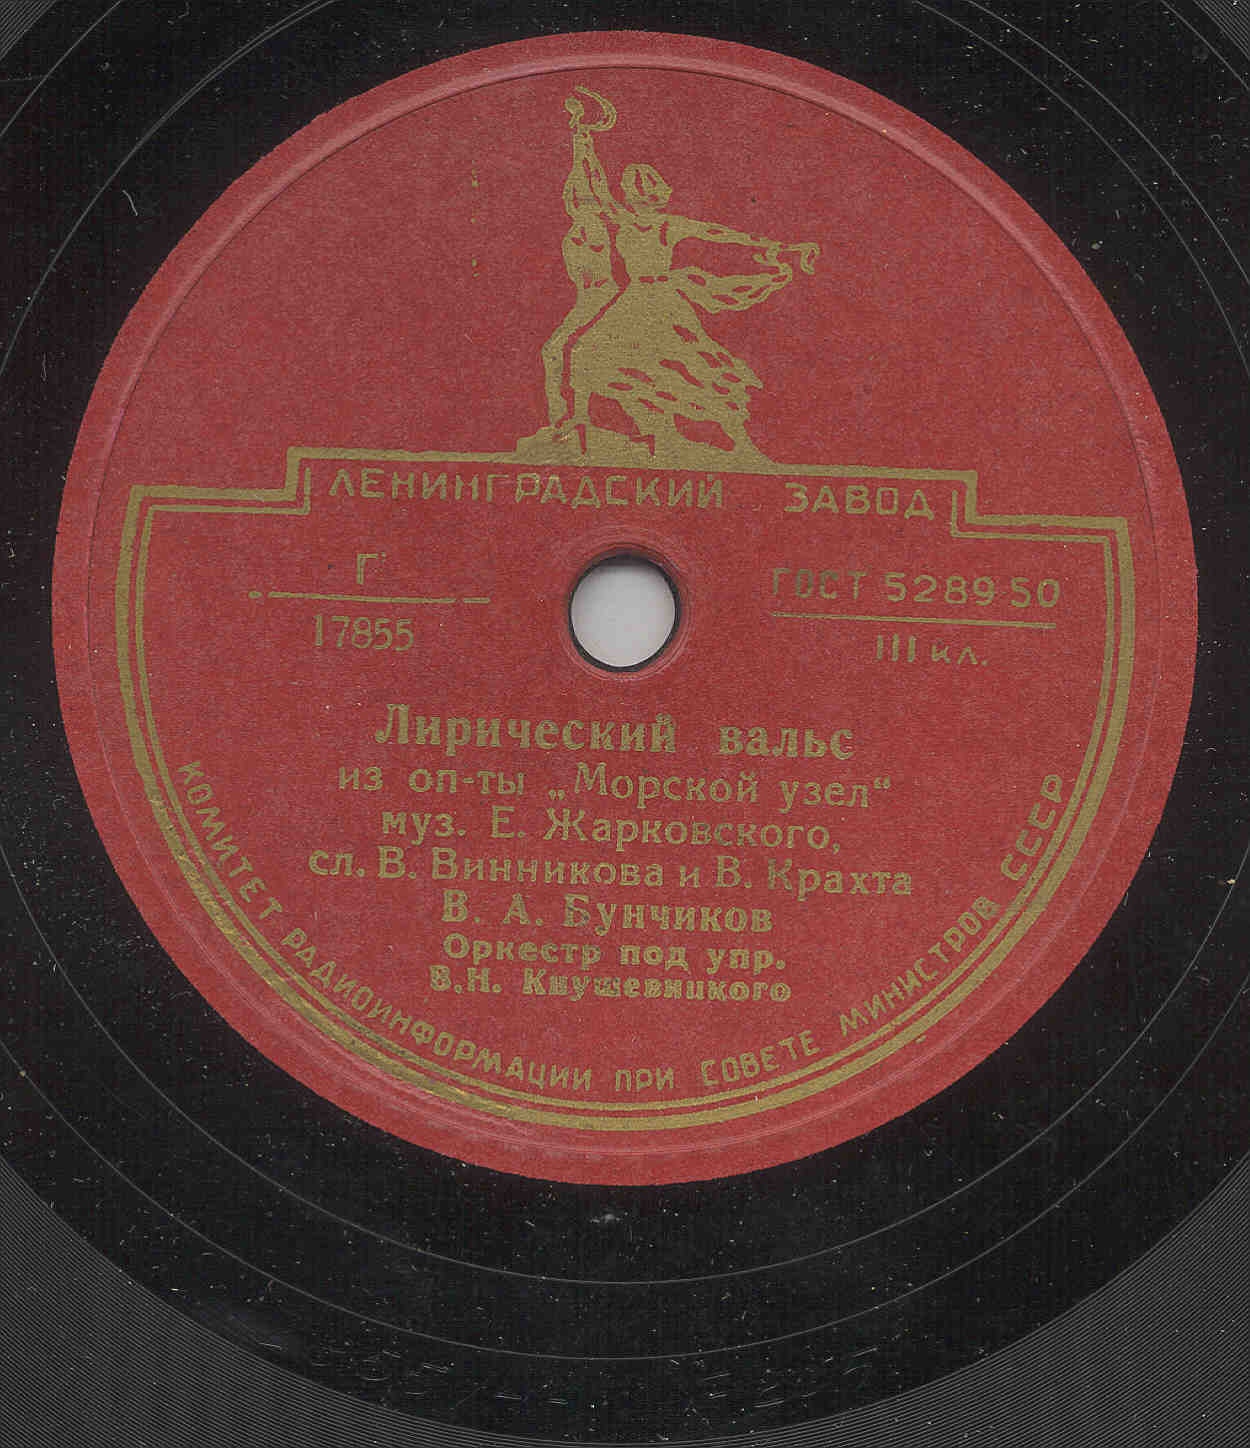 ЛЕНИНГРАДСКИЙ ЗАВОД
Г
17855
ГОСТ 5289-50
III кл.
Лирический вальс
из оп-ты „Морской узел“
муз. Е. Жарковского,
сл. В. Винникова и В. Крахта
В. А. Бунчиков
Оркестр под упр.
В.Н. Кнушевицкого
КОМИТЕТ РАДИОИНФОРМАЦИИ ПРИ СОВЕТЕ МИНИСТРОВ СССР